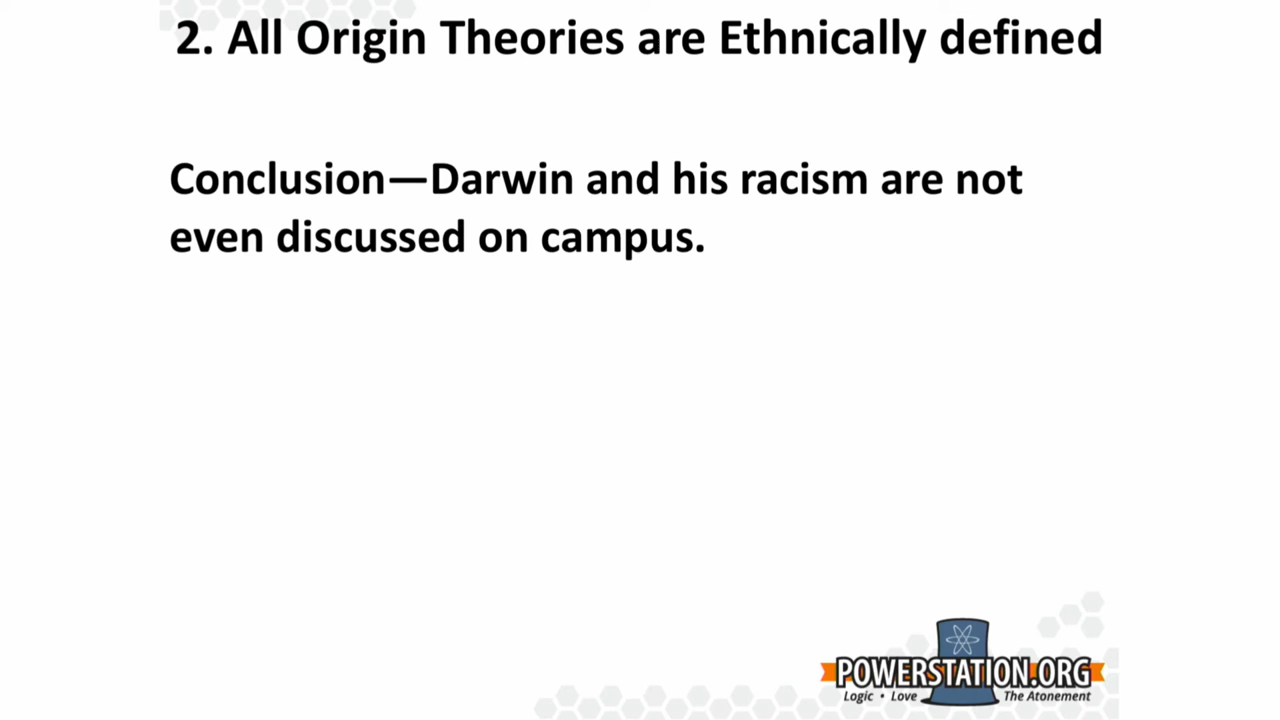 2. All Origin Theories are Ethnically defined
Conclusion—Darwin and his racism are not
even discussed on campus.
POWERSTATION.ORG
Logic • Love The Atonement